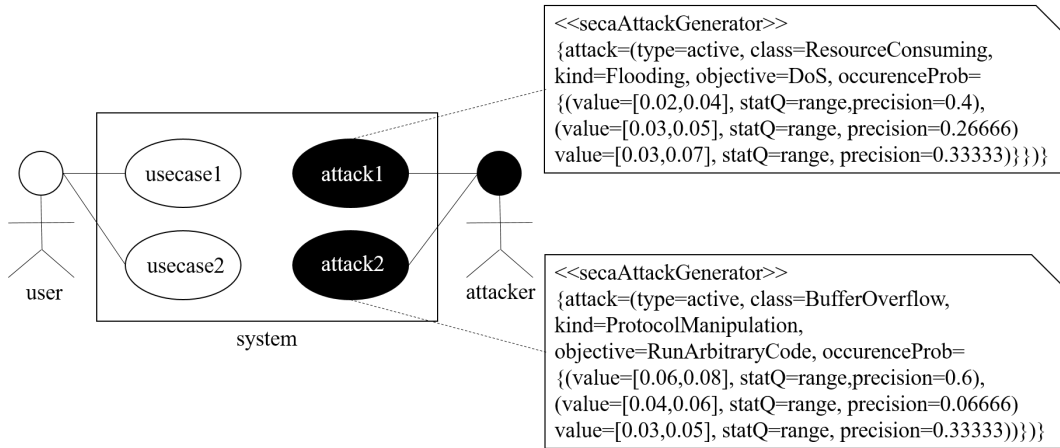 <<secaAttackGenerator>>
{attack=(type=active, class=ResourceConsuming,
kind=Flooding, objective=DoS, occurenceProb=
{(value=[0.02,0.04], statQ=range,precision=0.4),
(value=[0.03,0.05], statQ=range, precision=0.26666)
value=[0.03,0.07], statQ=range, precision=0.33333)}})}
usecase1
attack1
usecase2
attack2
user
attacker
system
<<secaAttackGenerator>>
{attack=(type=active, class=BufferOverflow,
kind=ProtocolManipulation,
objective=RunArbitraryCode, occurenceProb=
{(value=[0.06,0.08], statQ=range,precision=0.6),
(value=[0.04,0.06], statQ=range, precision=0.06666)
value=[0.03,0.05], statQ=range, precision=0.33333))})}